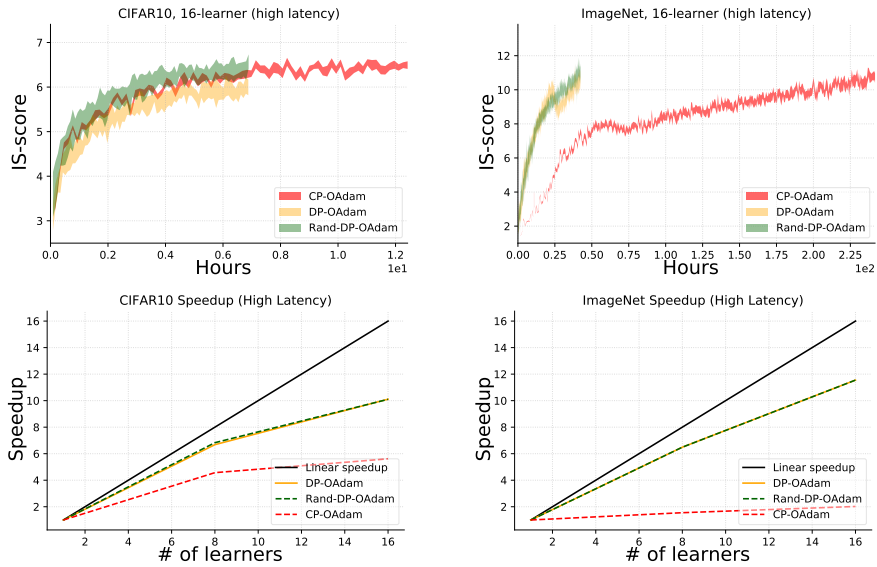 CIFAR10, 16-learner (high latency)
IS-score
7
6
5
4
3
CP-OAdam
DP-OAdam
Rand-DP-OAdam
0.0 0.2 0.4 0.6 0.8 1.0 1.2
Hours
1e1
ImageNet, 16-learner (high latency)
IS-score
12
10
8
6
4
2
CP-OAdam
DP-OAdam
Rand-DP-OAdam
0.00 0.25 0.50 0.75 1.00 1.25 1.50 1.75 2.00 2.25
Hours
1e2
CIFAR10 Speedup (High Latency)
Speedup
16
14
12
10
8
6
4
2
Linear speedup
DP-OAdam
Rand-DP-OAdam
CP-OAdam
2 4 6 8 10 12 14 16
# of learners
ImageNet Speedup (High Latency)
Speedup
16
14
12
10
8
6
4
2
Linear speedup
DP-OAdam
Rand-DP-OAdam
CP-OAdam
2 4 6 8 10 12 14 16
# of learners